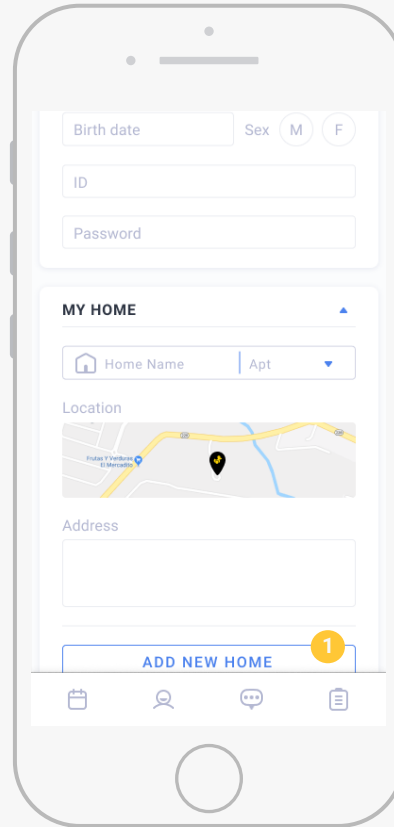 Birth date Sex M F
ID
Password
MY HOME
Home Name Apt
Location
Frutas Y Verduras
El Mercadito
Address
1
ADD NEW HOME